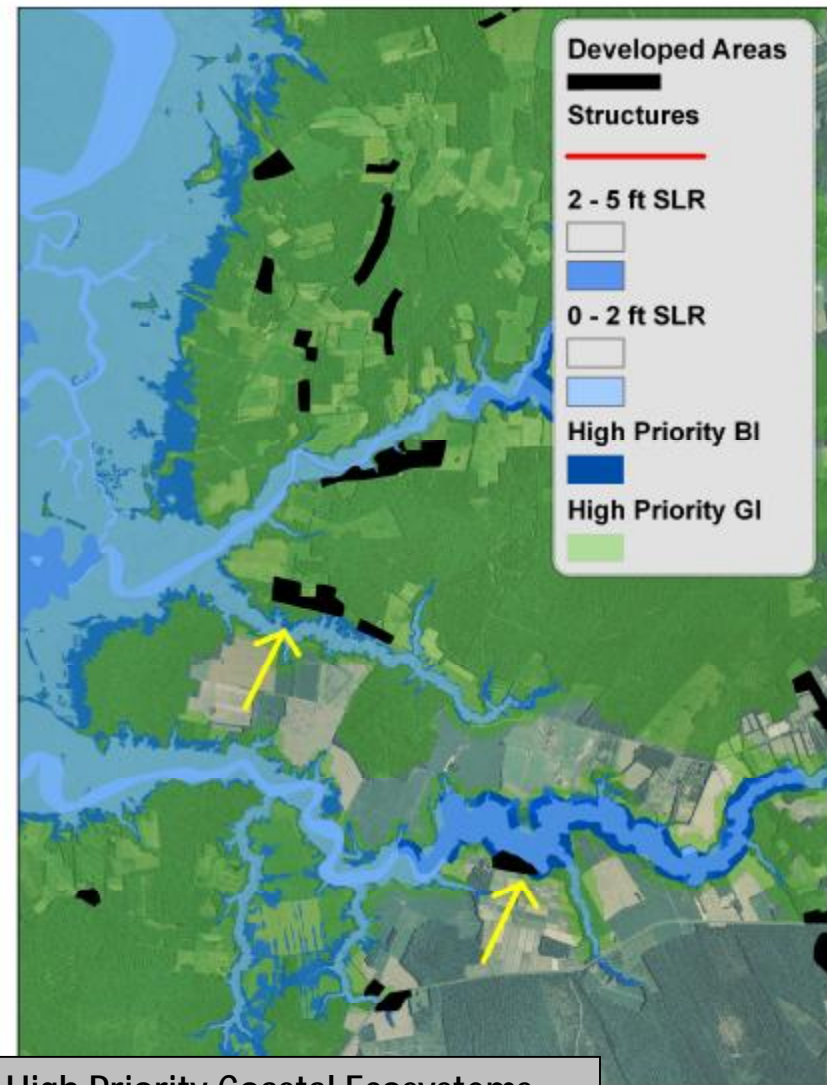 Developed Areas
Structures
2 - 5 ft SLR
0 - 2 ft SLR
High Priority BI
High Priority GI
High Priority Coastal Ecosystems